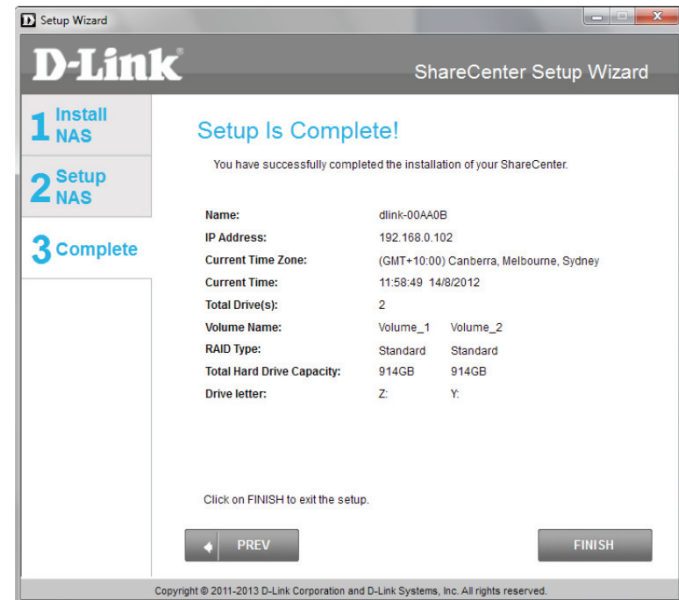 Setup Wizard
D-Link
ShareCenter Setup Wizard
1 Install NAS
2 Setup NAS
3 Complete
Setup Is Complete!
You have successfully completed the installation of your ShareCenter.
Name: dlink-00AA0B
IP Address: 192.168.0.102
Current Time Zone: (GMT+10:00) Canberra, Melbourne, Sydney
Current Time: 11:58:49 14/8/2012
Total Drive(s): 2
Volume Name: Volume_1 Volume_2
RAID Type: Standard Standard
Total Hard Drive Capacity: 914GB 914GB
Drive letter: Z: Y:
Click on FINISH to exit the setup.
PREV
FINISH
Copyright © 2011-2013 D-Link Corporation and D-Link Systems, Inc. All rights reserved.